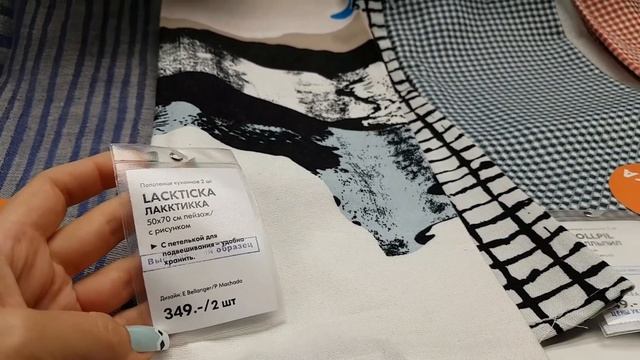 Полотенце кухонное 2 шт
LACKTICKA
ЛАККТИККА
50x70 см пейзаж/
с рисунком
► С петелькой для
подвешивания – удобно
хранить.
образец
Дизайн: E Bellanger/P Machado
349.-/2 шт
OLLPIL